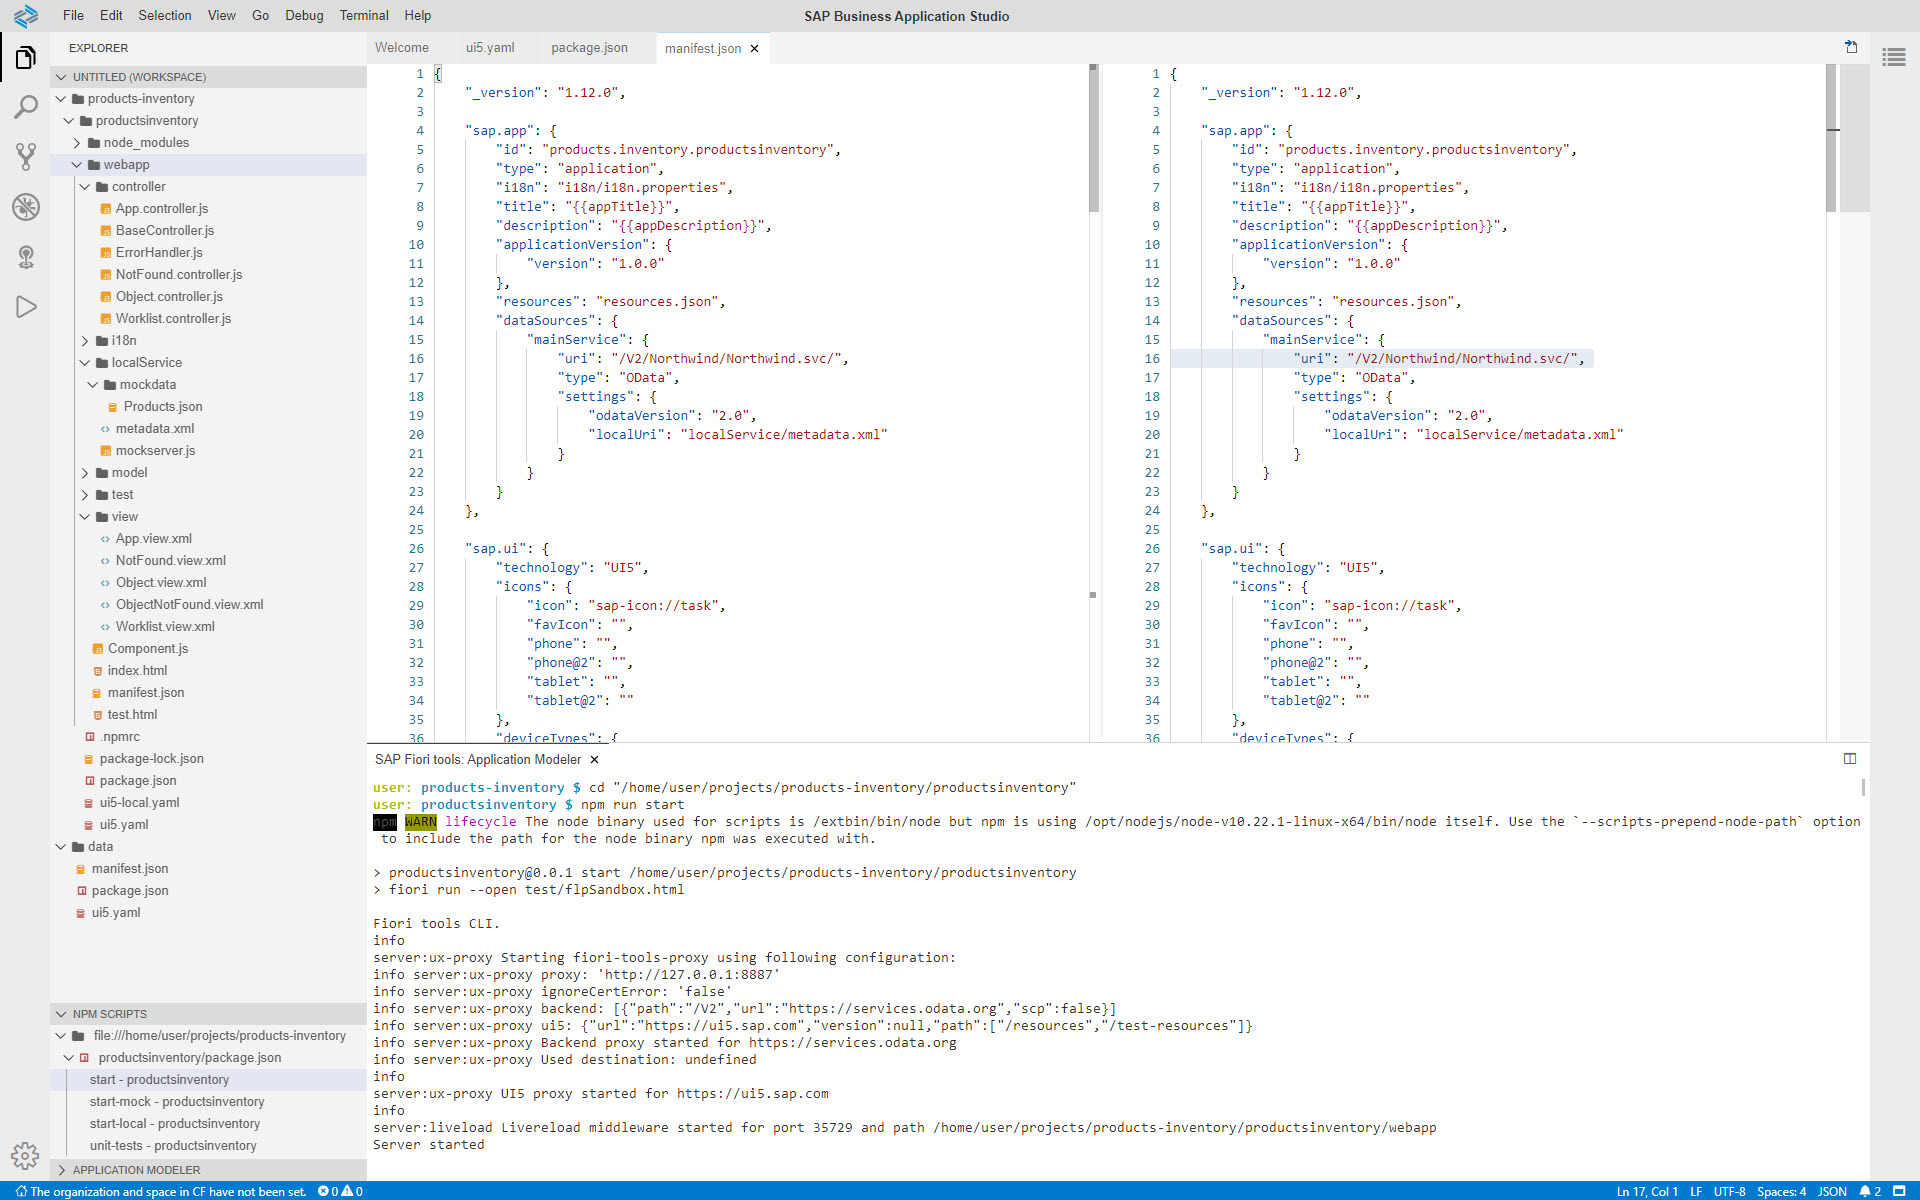 File Edit Selection View Go Debug Terminal Help
SAP Business Application Studio
EXPLORER
UNTITLED (WORKSPACE)
products-inventory
productsinventory
node_modules
webapp
controller
App.controller.js
BaseController.js
ErrorHandler.js
NotFound.controller.js
Object.controller.js
Worklist.controller.js
i18n
localService
mockdata
Products.json
metadata.xml
mockserver.js
model
test
view
App.view.xml
NotFound.view.xml
Object.view.xml
ObjectNotFound.view.xml
Worklist.view.xml
Component.js
index.html
manifest.json
test.html
.npmrc
package-lock.json
package.json
ui5-local.yaml
ui5.yaml
data
manifest.json
package.json
ui5.yaml
NPM SCRIPTS
file:///home/user/projects/products-inventory
productsinventory/package.json
start - productsinventory
start-mock - productsinventory
start-local - productsinventory
unit-tests - productsinventory
APPLICATION MODELER
Welcome ui5.yaml package.json manifest.json
1 {
2 "_version": "1.12.0",
3
4 "sap.app": {
5 "id": "products.inventory.productsinventory",
6 "type": "application",
7 "i18n": "i18n/i18n.properties",
8 "title": "{{appTitle}}",
9 "description": "{{appDescription}}",
10 "applicationVersion": {
11 "version": "1.0.0"
12 },
13 "resources": "resources.json",
14 "dataSources": {
15 "mainService": {
16 "uri": "/V2/Northwind/Northwind.svc/",
17 "type": "OData",
18 "settings": {
19 "odataVersion": "2.0",
20 "localUri": "localService/metadata.xml"
21 }
22 }
23 }
24 },
25
26 "sap.ui": {
27 "technology": "UI5",
28 "icons": {
29 "icon": "sap-icon://task",
30 "favIcon": "",
31 "phone": "",
32 "phone@2": "",
33 "tablet": "",
34 "tablet@2": ""
35 },
36 "deviceTypes": {
1 {
2 "_version": "1.12.0",
3
4 "sap.app": {
5 "id": "products.inventory.productsinventory",
6 "type": "application",
7 "i18n": "i18n/i18n.properties",
8 "title": "{{appTitle}}",
9 "description": "{{appDescription}}",
10 "applicationVersion": {
11 "version": "1.0.0"
12 },
13 "resources": "resources.json",
14 "dataSources": {
15 "mainService": {
16 "uri": "/V2/Northwind/Northwind.svc/",
17 "type": "OData",
18 "settings": {
19 "odataVersion": "2.0",
20 "localUri": "localService/metadata.xml"
21 }
22 }
23 }
24 },
25
26 "sap.ui": {
27 "technology": "UI5",
28 "icons": {
29 "icon": "sap-icon://task",
30 "favIcon": "",
31 "phone": "",
32 "phone@2": "",
33 "tablet": "",
34 "tablet@2": ""
35 },
36 "deviceTypes": {
SAP Fiori tools: Application Modeler
user: products-inventory $ cd "/home/user/projects/products-inventory/productsinventory"
user: productsinventory $ npm run start
npm WARN lifecycle The node binary used for scripts is /extbin/bin/node but npm is using /opt/nodejs/node-v10.22.1-linux-x64/bin/node itself. Use the `--scripts-prepend-node-path` option
to include the path for the node binary npm was executed with.
> productsinventory@0.0.1 start /home/user/projects/products-inventory/productsinventory
> fiori run --open test/flpSandbox.html
Fiori tools CLI.
info
server:ux-proxy Starting fiori-tools-proxy using following configuration:
info server:ux-proxy proxy: 'http://127.0.0.1:8887'
info server:ux-proxy ignoreCertError: 'false'
info server:ux-proxy backend: [{"path":"/V2","url":"https://services.odata.org","scp":false}]
info server:ux-proxy ui5: {"url":"https://ui5.sap.com","version":null,"path":["/resources","/test-resources"]}
info server:ux-proxy Backend proxy started for https://services.odata.org
info server:ux-proxy Used destination: undefined
info
server:ux-proxy UI5 proxy started for https://ui5.sap.com
info
server:liveload Livereload middleware started for port 35729 and path /home/user/projects/products-inventory/productsinventory/webapp
Server started
The organization and space in CF have not been set. 0 0
Ln 17, Col 1 LF UTF-8 Spaces: 4 JSON 2